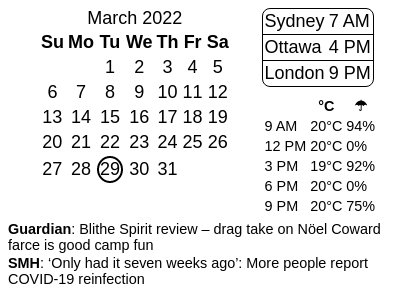 March 2022
Su Mo Tu We Th Fr Sa
1 2 3 4 5
6 7 8 9 10 11 12
13 14 15 16 17 18 19
20 21 22 23 24 25 26
27 28 29 30 31
Sydney 7 AM
Ottawa 4 PM
London 9 PM
°C ☂
9 AM 20°C 94%
12 PM 20°C 0%
3 PM 19°C 92%
6 PM 20°C 0%
9 PM 20°C 75%
Guardian: Blithe Spirit review – drag take on Nöel Coward
farce is good camp fun
SMH: ‘Only had it seven weeks ago’: More people report
COVID-19 reinfection